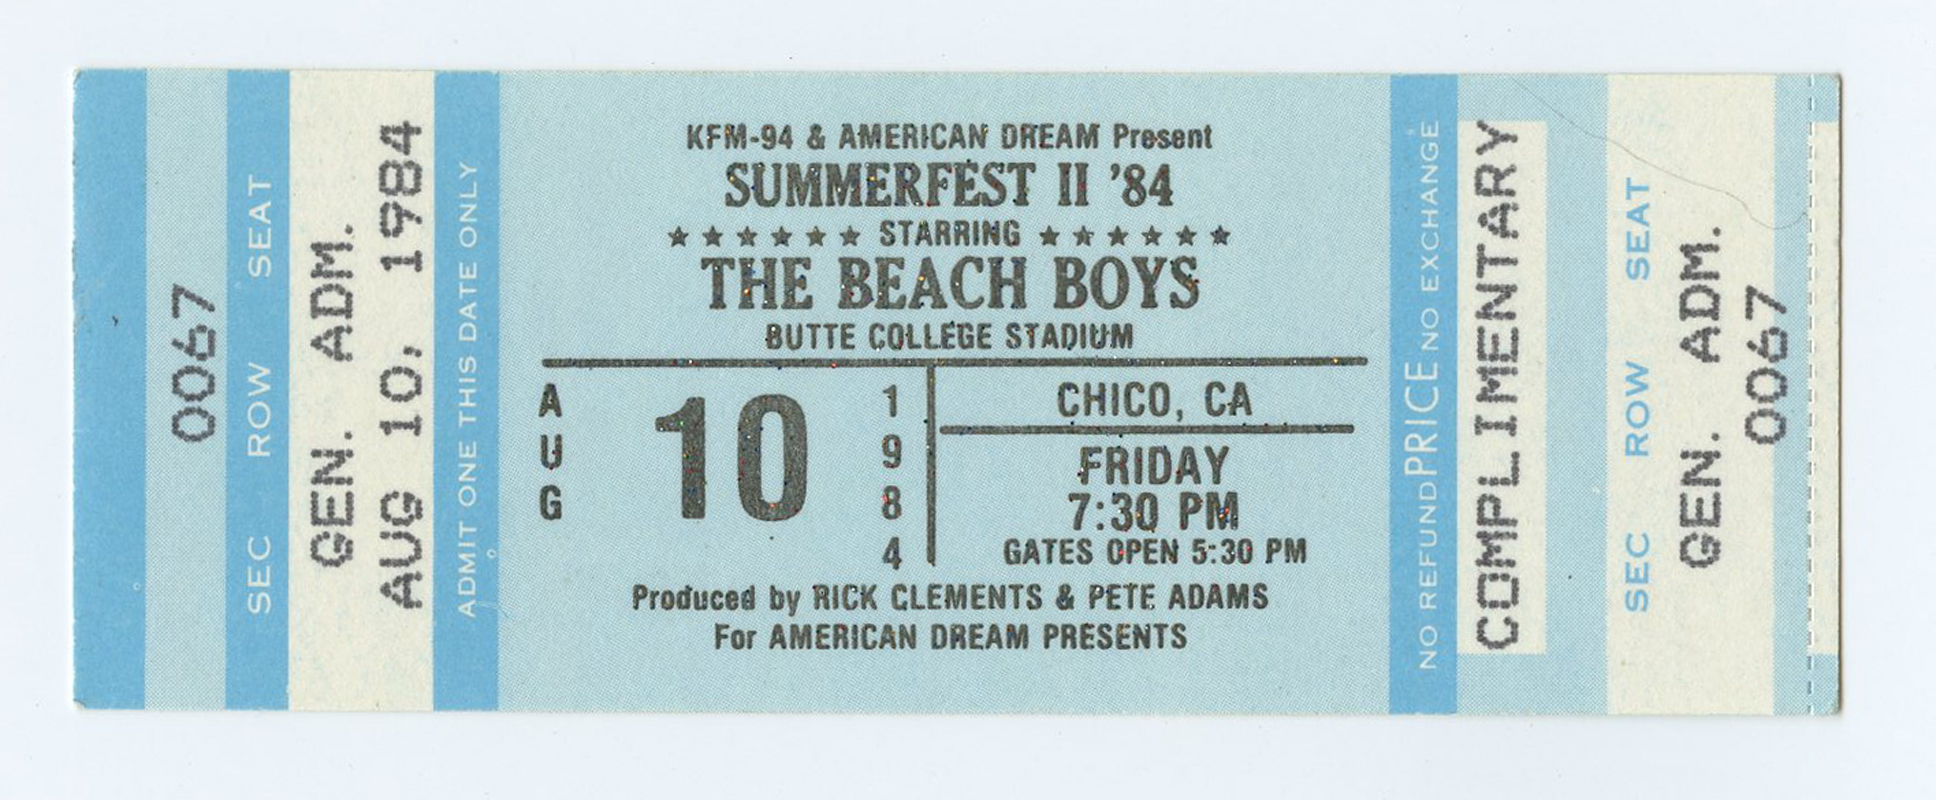 0067
SEC ROW SEAT
GEN. ADM.
AUG 10, 1984
ADMIT ONE THIS DATE ONLY
KFM-94 & AMERICAN DREAM Present
SUMMERFEST II '84
★ ★ ★ ★ ★ ★ STARRING ★ ★ ★ ★ ★ ★
THE BEACH BOYS
BUTTE COLLEGE STADIUM
AUG 10 1984
CHICO, CA
FRIDAY
7:30 PM
GATES OPEN 5:30 PM
Produced by RICK CLEMENTS & PETE ADAMS
For AMERICAN DREAM PRESENTS
NO REFUND PRICE NO EXCHANGE
COMPLIMENTARY
SEC ROW SEAT
GEN. ADM.
0067